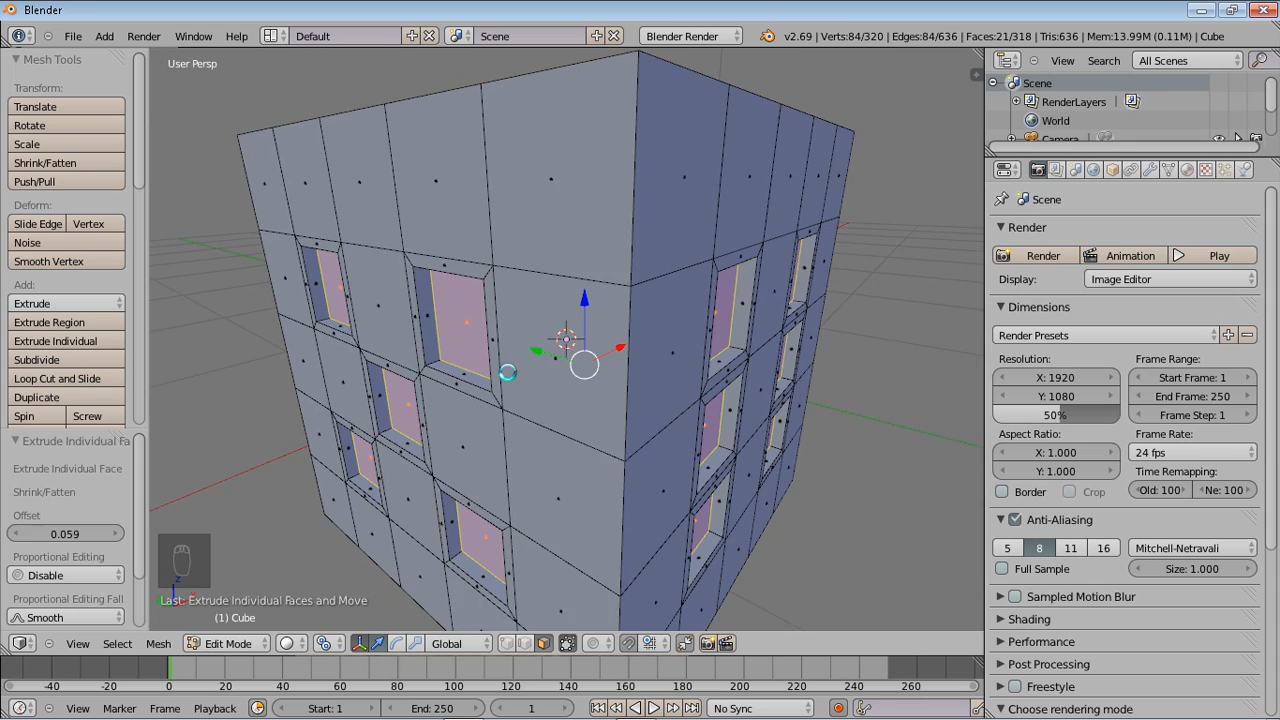 Blender
File Add Render Window Help Default Scene Blender Render v2.69 | Verts:84/320 | Edges:84/636 | Faces:21/318 | Tris:636 | Mem:13.99M (0.11M) | Cube
Mesh Tools
Transform:
Translate
Rotate
Scale
Shrink/Fatten
Push/Pull
Deform:
Slide Edge Vertex
Noise
Smooth Vertex
Add:
Extrude
Extrude Region
Extrude Individual
Subdivide
Loop Cut and Slide
Duplicate
Spin Screw
Extrude Individual Fa
Extrude Individual Face
Shrink/Fatten
Offset
0.059
Proportional Editing
Disable
Proportional Editing Fall
Smooth
User Persp
z
Last: Extrude Individual Faces and Move
(1) Cube
View Select Mesh Edit Mode Global
View Search All Scenes
Scene
RenderLayers |
World
Camera
Scene
Render
Render Animation Play
Display: Image Editor
Dimensions
Render Presets
Resolution: Frame Range:
X: 1920 Start Frame: 1
Y: 1080 End Frame: 250
50% Frame Step: 1
Aspect Ratio: Frame Rate:
X: 1.000 24 fps
Y: 1.000 Time Remapping:
Border Crop Old: 100 Ne: 100
Anti-Aliasing
5 8 11 16 Mitchell-Netravali
Full Sample Size: 1.000
Sampled Motion Blur
Shading
Performance
Post Processing
Freestyle
Choose rendering mode
-40 -20 0 20 40 60 80 100 120 140 160 180 200 220 240 260
View Marker Frame Playback Start: 1 End: 250 1 No Sync